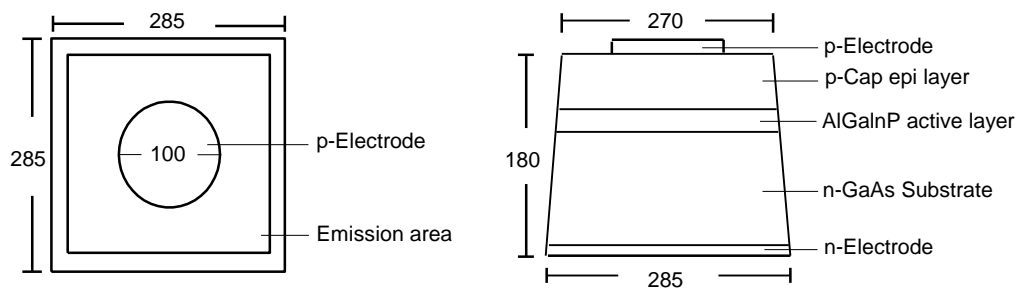 285
285
100
p-Electrode
Emission area
270
p-Electrode
p-Cap epi layer
AlGaInP active layer
180
n-GaAs Substrate
n-Electrode
285